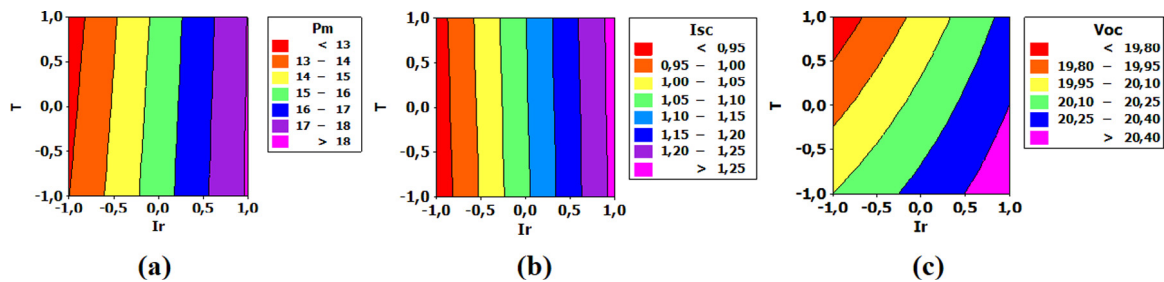 Pm
< 13
13 – 14
14 – 15
15 – 16
16 – 17
17 – 18
> 18
T
1,0
0,5
0,0
-0,5
-1,0
-1,0 -0,5 0,0 0,5 1,0
Ir
(a)
Isc
< 0,95
0,95 – 1,00
1,00 – 1,05
1,05 – 1,10
1,10 – 1,15
1,15 – 1,20
1,20 – 1,25
> 1,25
T
1,0
0,5
0,0
-0,5
-1,0
-1,0 -0,5 0,0 0,5 1,0
Ir
(b)
Voc
< 19,80
19,80 – 19,95
19,95 – 20,10
20,10 – 20,25
20,25 – 20,40
> 20,40
T
1,0
0,5
0,0
-0,5
-1,0
-1,0 -0,5 0,0 0,5 1,0
Ir
(c)